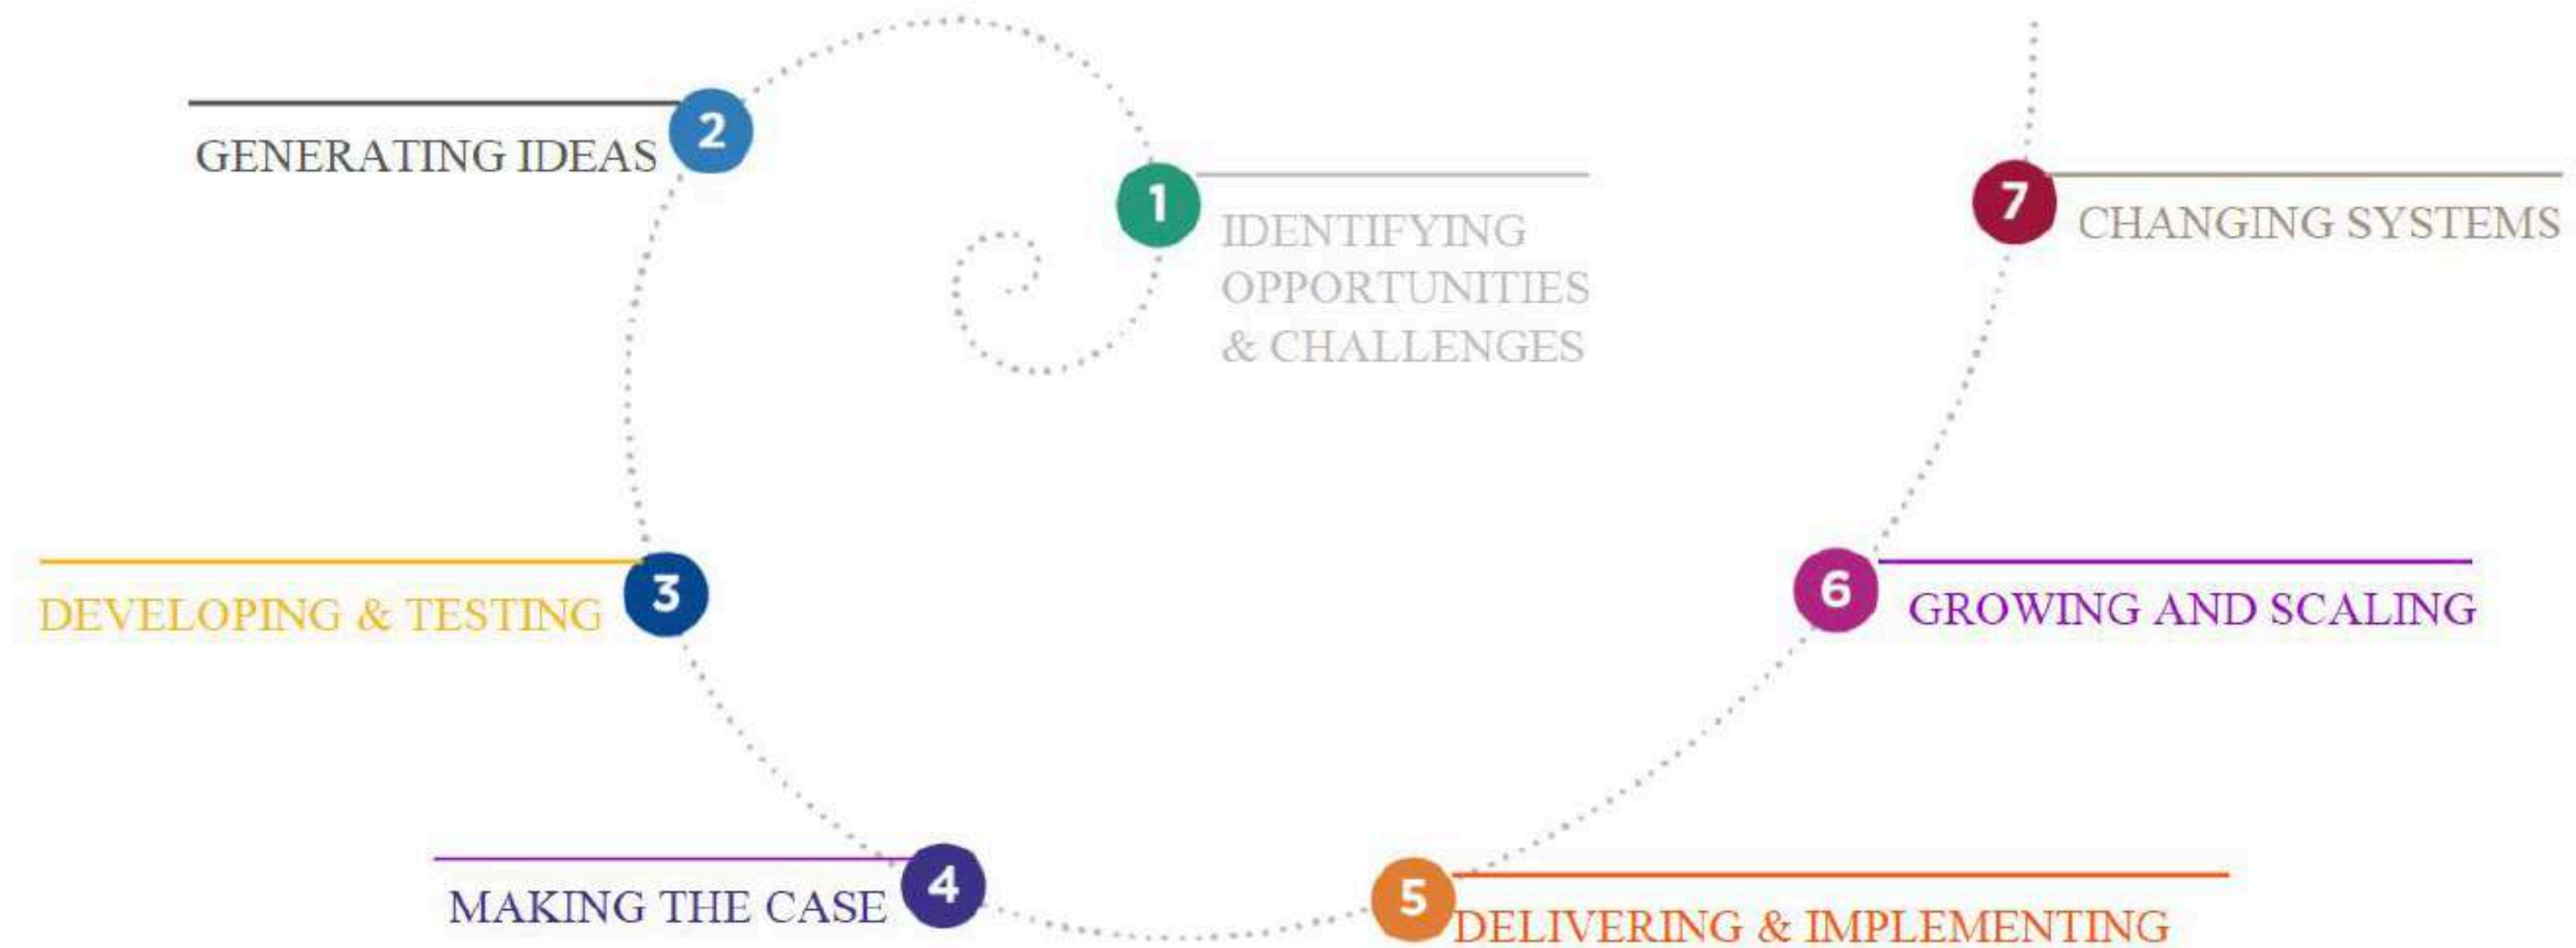 1
IDENTIFYING
OPPORTUNITIES
& CHALLENGES
2
GENERATING IDEAS
3
DEVELOPING & TESTING
4
MAKING THE CASE
5
DELIVERING & IMPLEMENTING
6
GROWING AND SCALING
7
CHANGING SYSTEMS